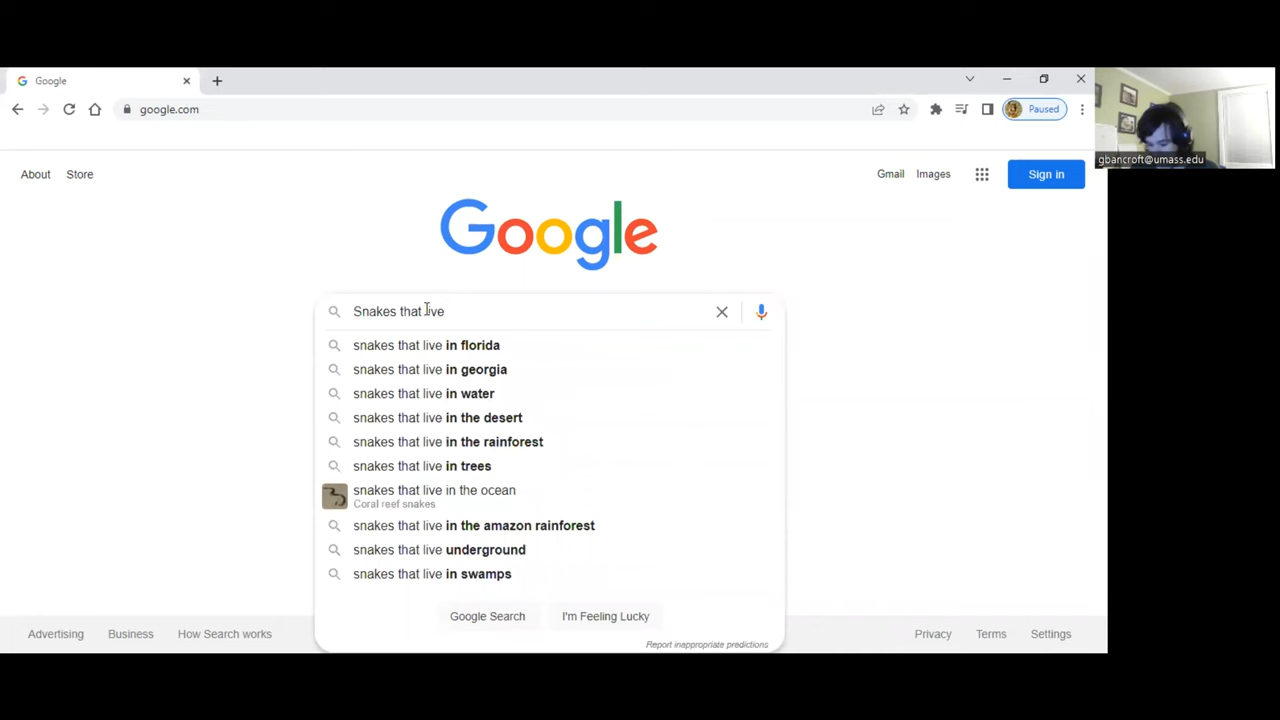 Google
google.com
Paused
gbancroft@umass.edu
About Store
Gmail Images
Sign in
Google
Snakes that live
snakes that live in florida
snakes that live in georgia
snakes that live in water
snakes that live in the desert
snakes that live in the rainforest
snakes that live in trees
snakes that live in the ocean
Coral reef snakes
snakes that live in the amazon rainforest
snakes that live underground
snakes that live in swamps
Google Search I'm Feeling Lucky
Report inappropriate predictions
Advertising Business How Search works
Privacy Terms Settings